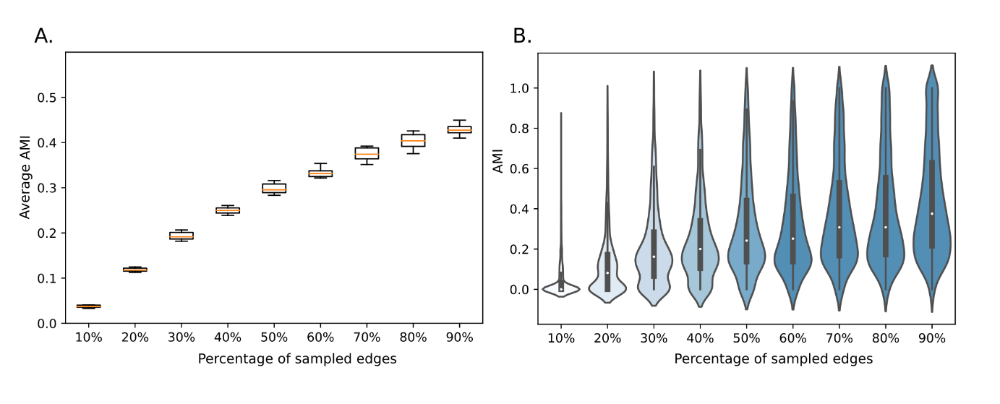 A.
Average AMI
0.5
0.4
0.3
0.2
0.1
0.0
10% 20% 30% 40% 50% 60% 70% 80% 90%
Percentage of sampled edges
B.
AMI
1.0
0.8
0.6
0.4
0.2
0.0
10% 20% 30% 40% 50% 60% 70% 80% 90%
Percentage of sampled edges